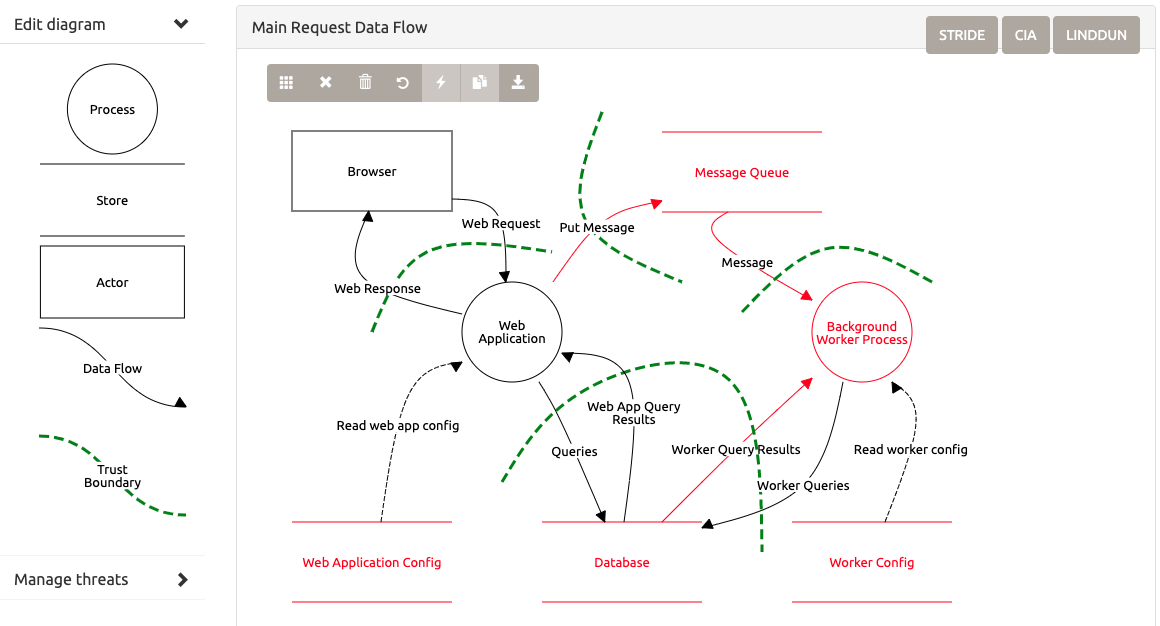 Edit diagram
Process
Store
Actor
Data Flow
Trust
Boundary
Manage threats
Main Request Data Flow
STRIDE
CIA
LINDDUN
Browser
Message Queue
Web Request
Put Message
Message
Web Response
Web
Application
Background
Worker Process
Read web app config
Web App Query
Results
Queries
Worker Query Results
Read worker config
Worker Queries
Web Application Config
Database
Worker Config